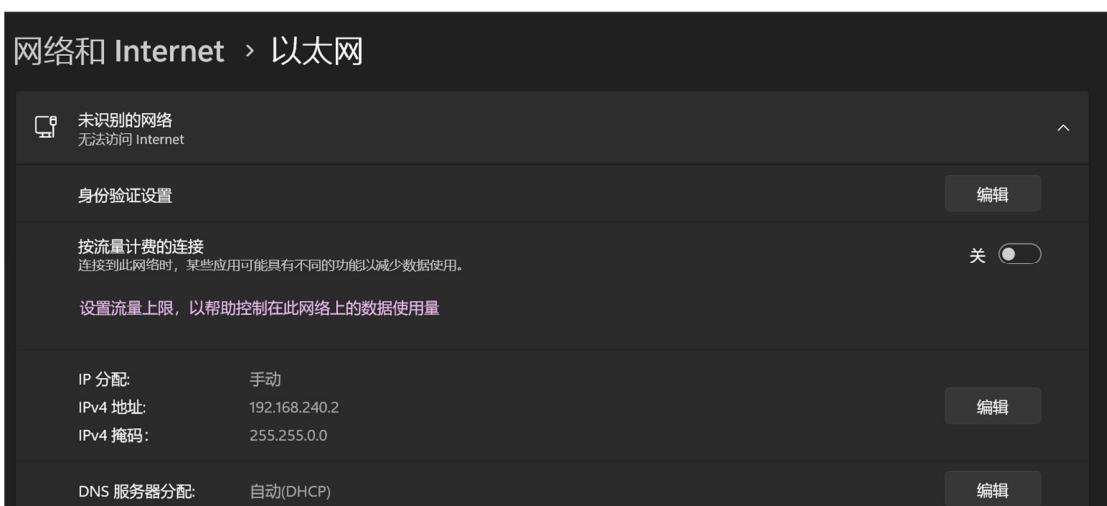 网络和 Internet > 以太网
未识别的网络
无法访问 Internet
身份验证设置
编辑
按流量计费的连接
连接到此网络时，某些应用可能具有不同的功能以减少数据使用。
关
设置流量上限，以帮助控制在此网络上的数据使用量
IP 分配: 手动
IPv4 地址: 192.168.240.2
编辑
IPv4 掩码： 255.255.0.0
DNS 服务器分配: 自动(DHCP)
编辑